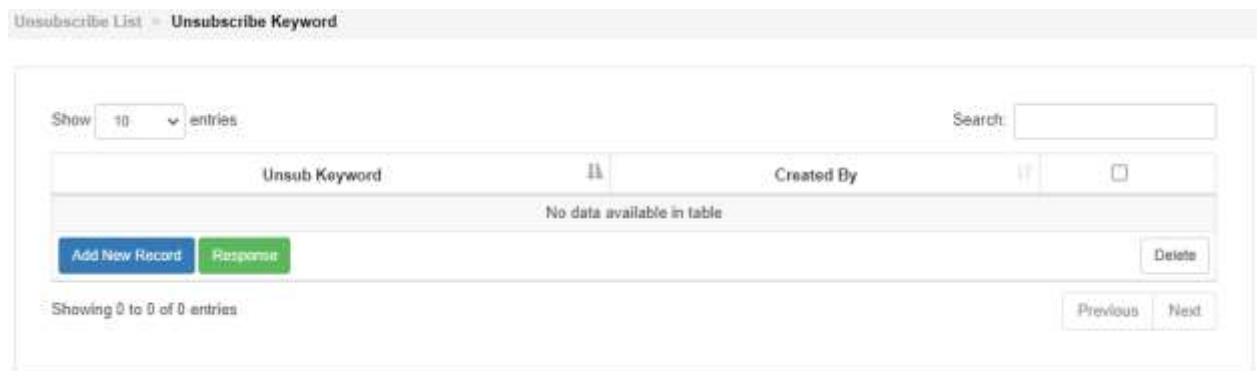 Unsubscribe List » Unsubscribe Keyword
Show 10 entries Search:
Unsub Keyword Created By
No data available in table
Add New Record Response Delete
Showing 0 to 0 of 0 entries Previous Next